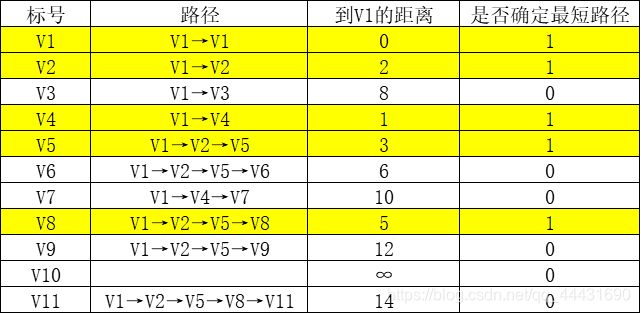 标号 路径 到V1的距离 是否确定最短路径
V1 V1→V1 0 1
V2 V1→V2 2 1
V3 V1→V3 8 0
V4 V1→V4 1 1
V5 V1→V2→V5 3 1
V6 V1→V2→V5→V6 6 0
V7 V1→V4→V7 10 0
V8 V1→V2→V5→V8 5 1
V9 V1→V2→V5→V9 12 0
V10 ∞ 0
V11 V1→V2→V5→V8→V11 14 0
https://blog.csdn.net/qq_44431690